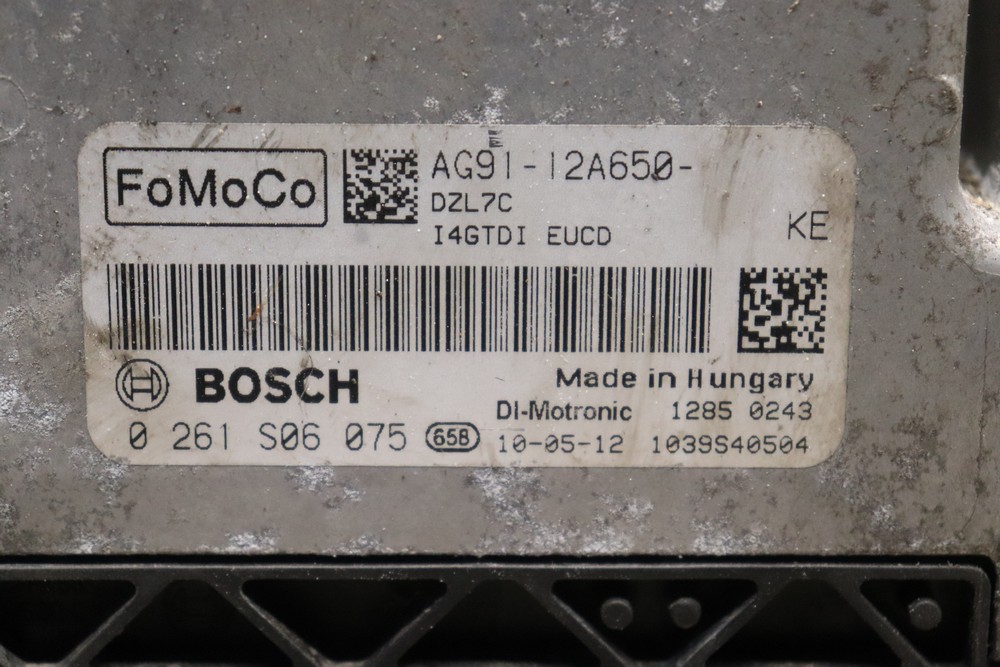 FoMoCo
AG91-12A650-
DZL7C
I4GTDI EUCD
KE
BOSCH
Made in Hungary
DI-Motronic 1285 0243
0 261 S06 075 65B 10-05-12 1039S40504